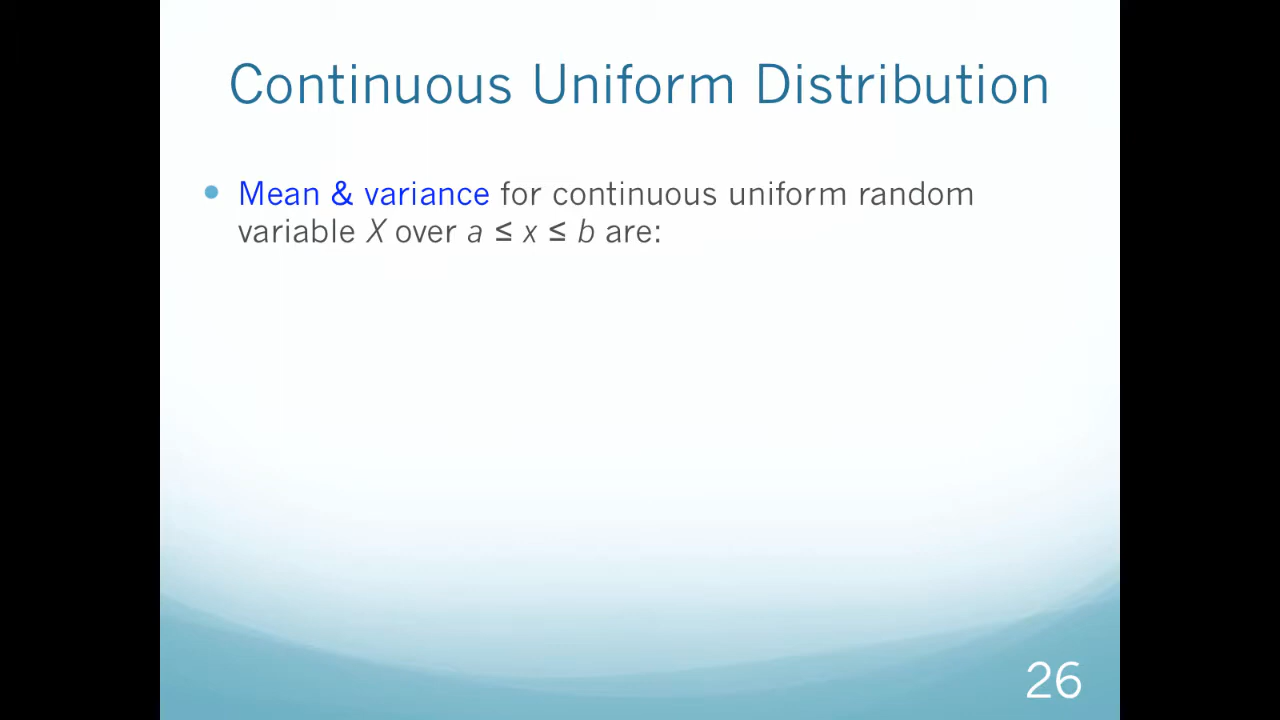 Continuous Uniform Distribution
• Mean & variance for continuous uniform random
variable X over a ≤ x ≤ b are:
26